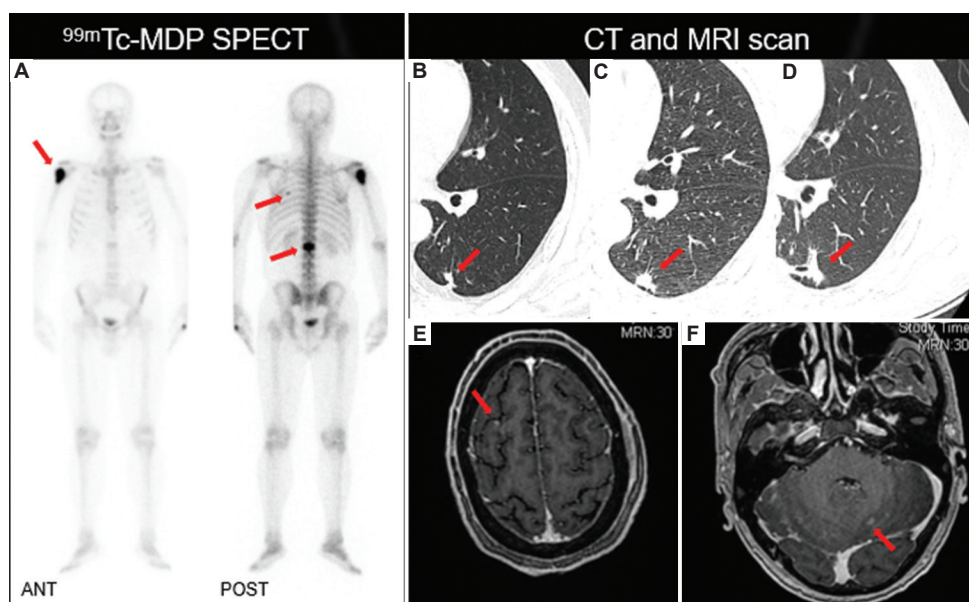 ⁹⁹ᵐTc-MDP SPECT
CT and MRI scan
A
B
C
D
ANT
POST
E
MRN:30
F
Study Time
MRN:30